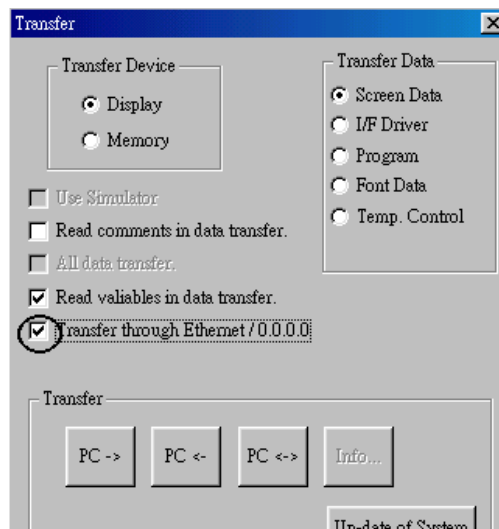 Transfer
Transfer Device
Display
Memory
Transfer Data
Screen Data
I/F Driver
Program
Font Data
Temp. Control
Use Simulator
Read comments in data transfer.
All data transfer.
Read valiables in data transfer.
Transfer through Ethernet / 0.0.0.0
Transfer
PC ->
PC <-
PC <->
Info...
Up-date of System